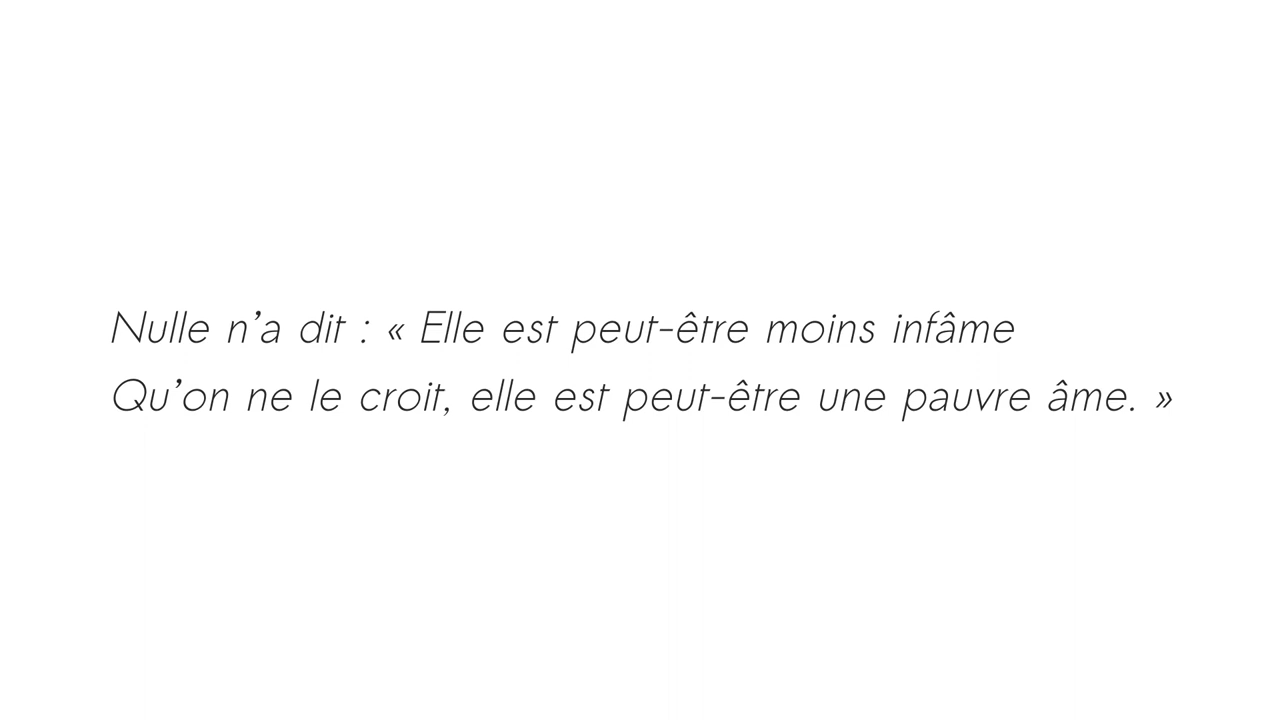 Nulle n’a dit : « Elle est peut-être moins infâme
Qu’on ne le croit, elle est peut-être une pauvre âme. »